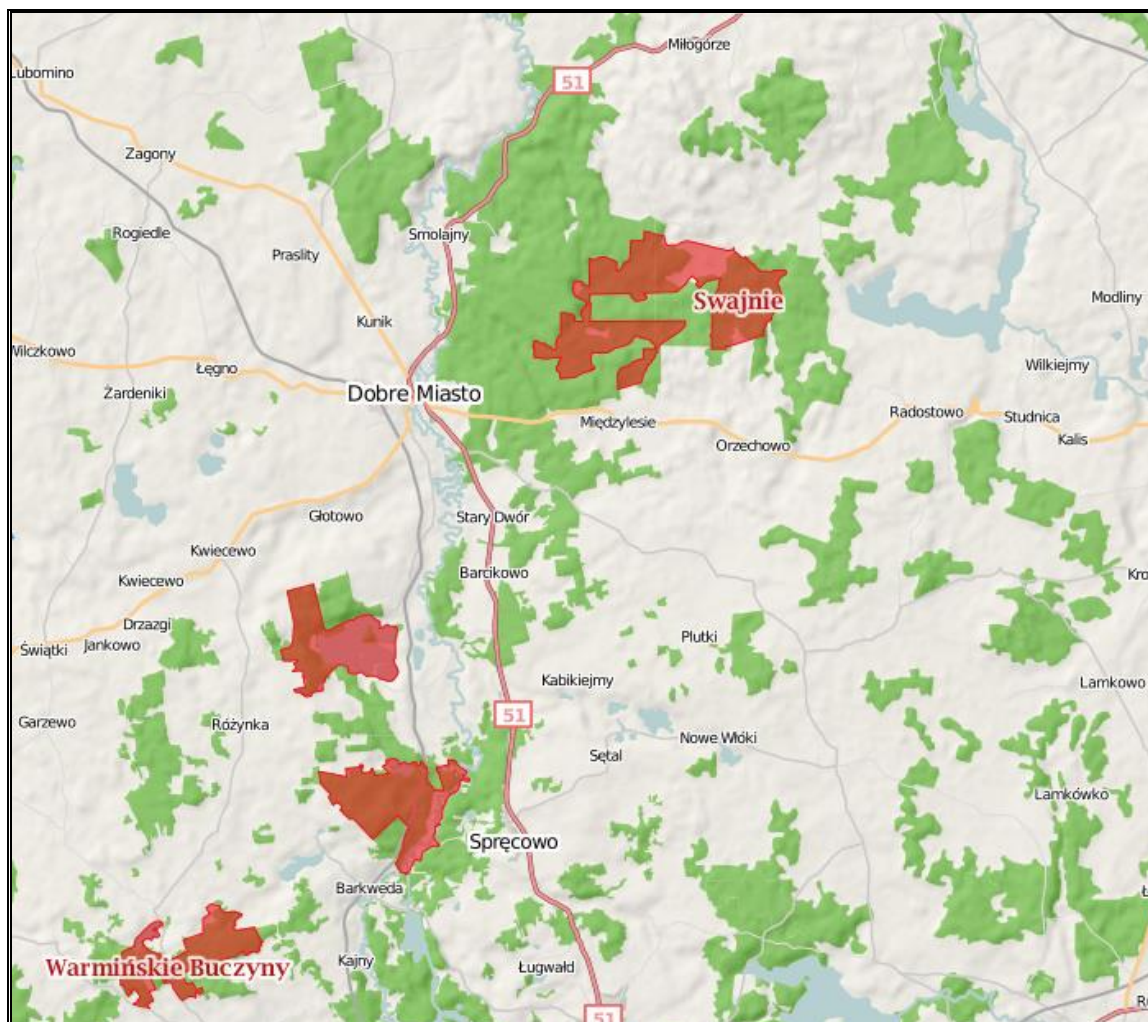 Miłogórze
Lubomino
51
Zagony
Rogiedle
Smolajny
Praslity
Swajnie
Modliny
Kunik
Wilczkowo
Łęgno
Wilkiejmy
Żardeniki
Dobre Miasto
Radostowo
Studnica
Międzylesie
Kalis
Orzechowo
Głotowo
Stary Dwór
Kwiecewo
Barcikowo
Kwiecewo
Kro
Drzazgi
Plutki
Świątki
Jankowo
Kabikiejmy
Lamkowo
51
Garzewo
Różynka
Nowe Włóki
Sętal
Lamkówko
Spręcowo
Barkweda
Warmińskie Buczyny
Kajny
Ługwałd
51